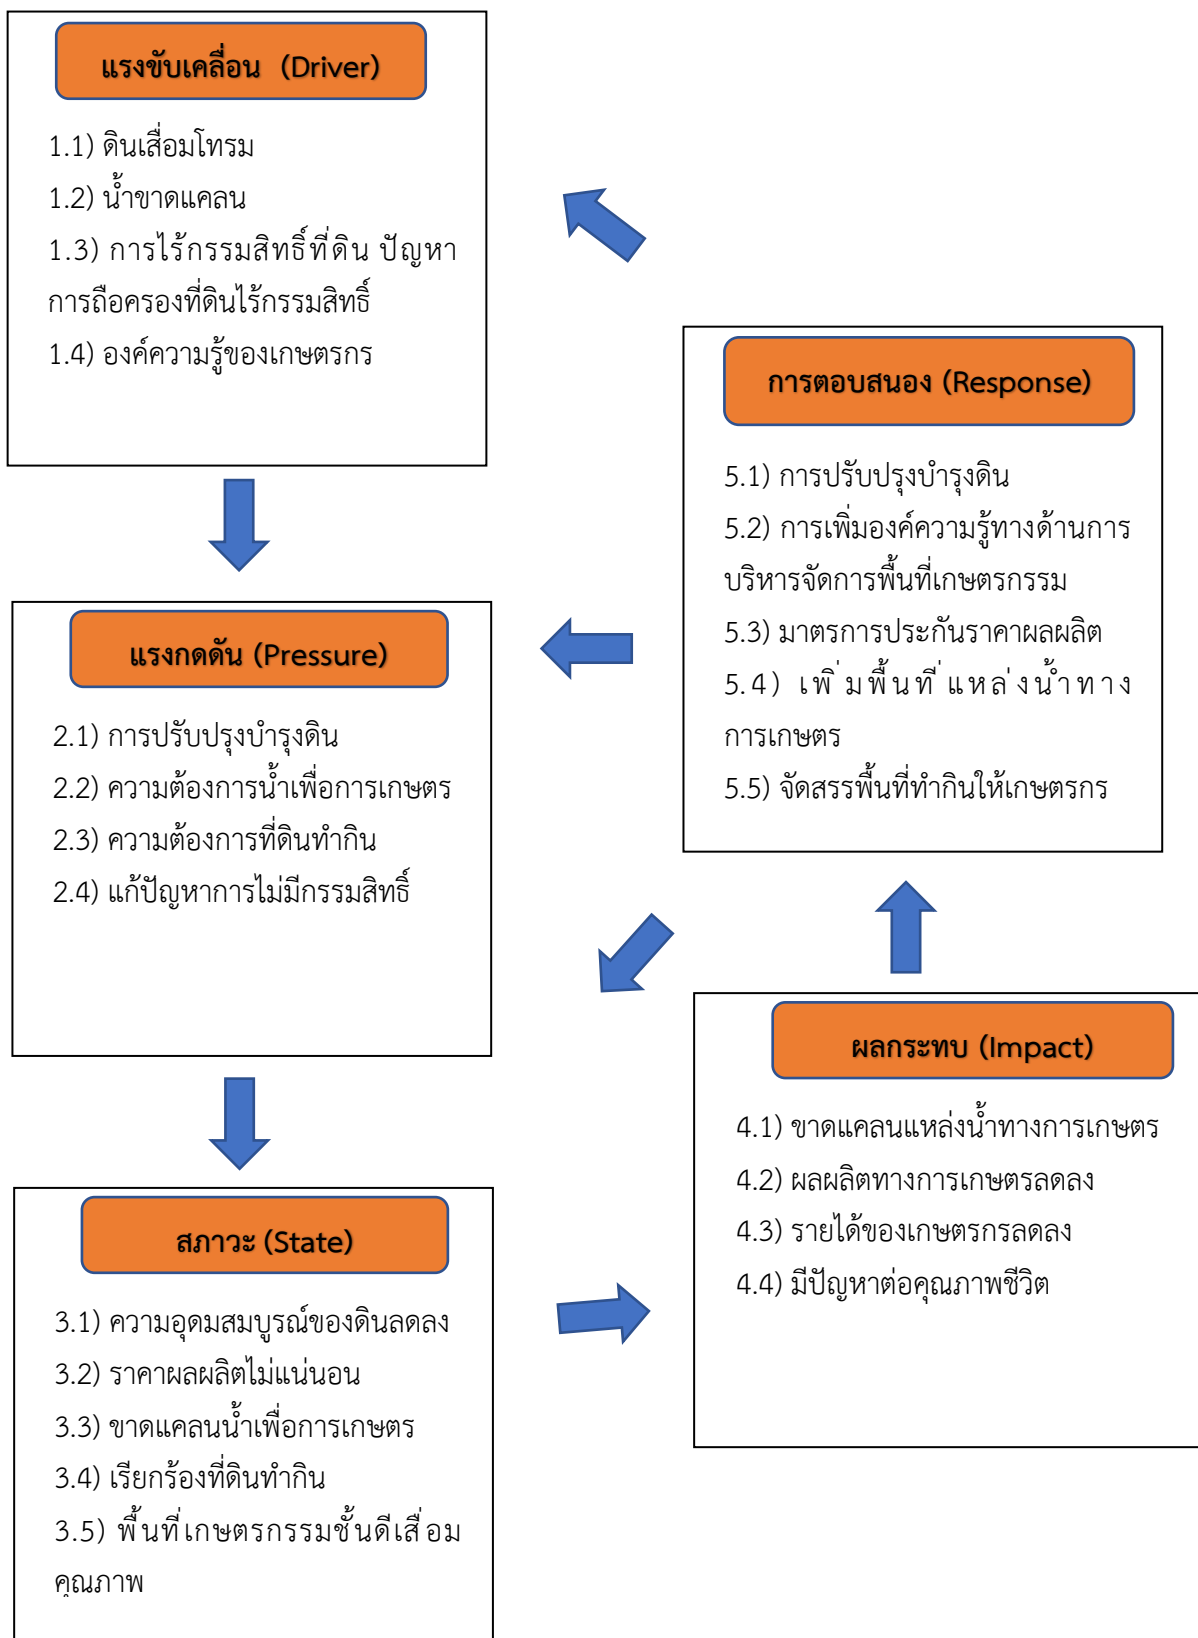 แรงขับเคลื่อน (Driver)
1.1) ดินเสื่อมโทรม
1.2) น้ำขาดแคลน
1.3) การไร้กรรมสิทธิ์ที่ดิน ปัญหา
การถือครองที่ดินไร้กรรมสิทธิ์
1.4) องค์ความรู้ของเกษตรกร
แรงกดดัน (Pressure)
2.1) การปรับปรุงบำรุงดิน
2.2) ความต้องการน้ำเพื่อการเกษตร
2.3) ความต้องการที่ดินทำกิน
2.4) แก้ปัญหาการไม่มีกรรมสิทธิ์
สภาวะ (State)
3.1) ความอุดมสมบูรณ์ของดินลดลง
3.2) ราคาผลผลิตไม่แน่นอน
3.3) ขาดแคลนน้ำเพื่อการเกษตร
3.4) เรียกร้องที่ดินทำกิน
3.5) พื้นที่เกษตรกรรมชั้นดีเสื่อม
คุณภาพ
ผลกระทบ (Impact)
4.1) ขาดแคลนแหล่งน้ำทางการเกษตร
4.2) ผลผลิตทางการเกษตรลดลง
4.3) รายได้ของเกษตรกรลดลง
4.4) มีปัญหาต่อคุณภาพชีวิต
การตอบสนอง (Response)
5.1) การปรับปรุงบำรุงดิน
5.2) การเพิ่มองค์ความรู้ทางด้านการ
บริหารจัดการพื้นที่เกษตรกรรม
5.3) มาตรการประกันราคาผลผลิต
5.4) เพิ่มพื้นที่แหล่งน้ำทาง
การเกษตร
5.5) จัดสรรพื้นที่ทำกินให้เกษตรกร